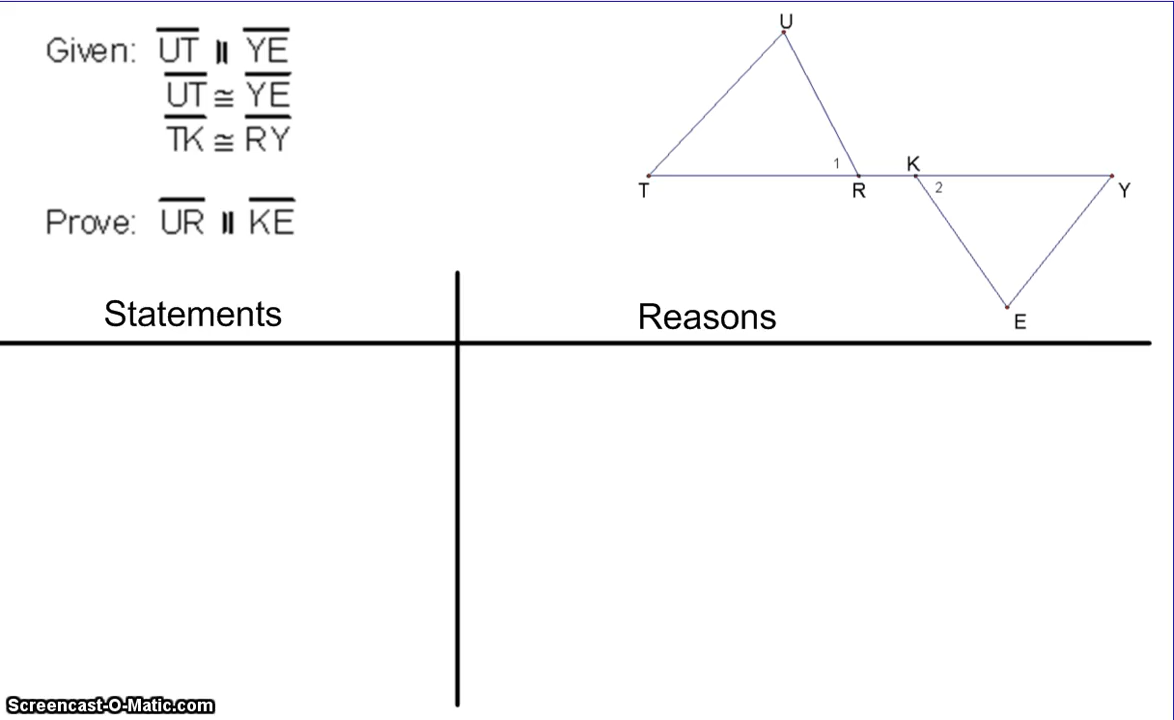 Given: UT || YE
UT ≅ YE
TK ≅ RY
Prove: UR || KE
U
1
K
T
R
2
Y
E
Statements
Reasons
Screencast-O-Matic.com